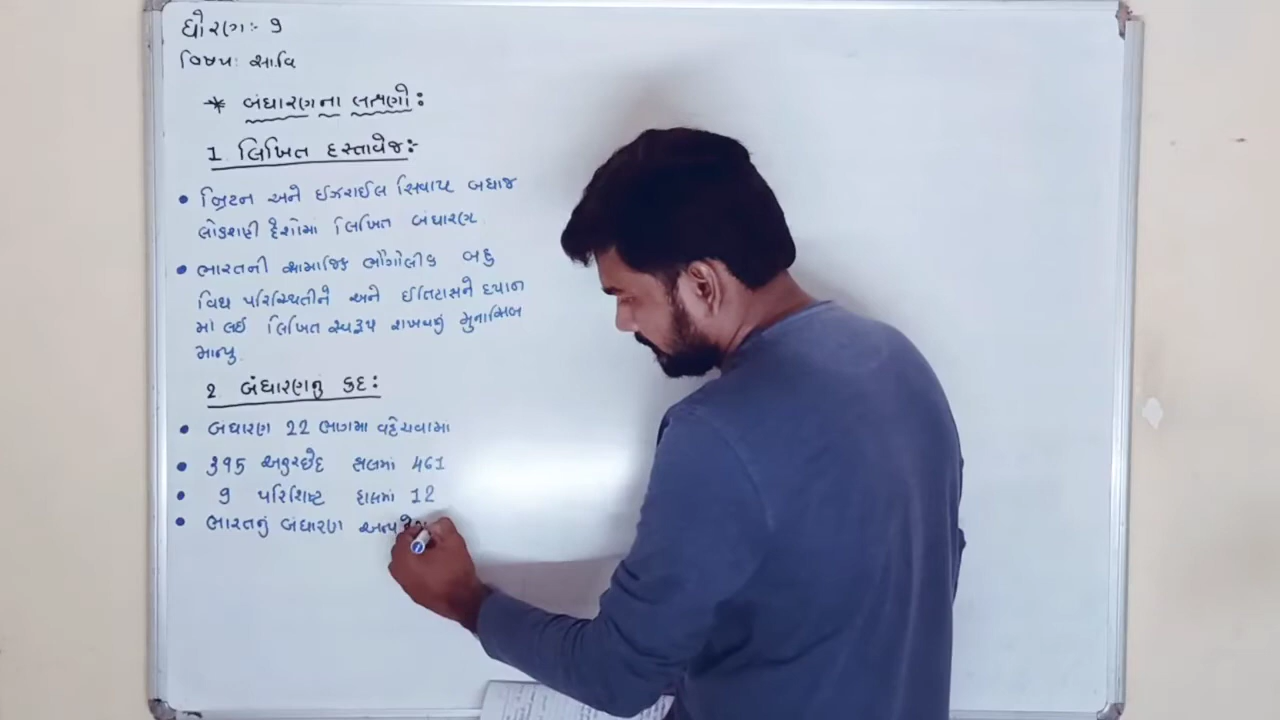 ધોરણ:- 9
વિષય: સા.વિ
* બંધારણના લક્ષણો:
1 લિખિત દસ્તાવેજ:-
• બ્રિટન અને ઈઝરાઈલ સિવાય બધાજ
લોકશાહી દેશોમાં લિખિત બંધારણ
• ભારતની સામાજિક ભૌગોલીક બહુ
વિધ પરિસ્થિતીને અને ઈતિહાસને ધ્યાન
માં લઈ લિખિત સ્વરૂપ રાખવાનું મુનાસિબ
માન્યુ.
2 બંધારણનું કદ:
• બધારણ 22 ભાગમા વહેચવામા
• 395 અનુચ્છેદ હાલમાં 461
• 9 પરિશિષ્ટ હાલમાં 12
• ભારતનું બંધારણ અન્ય